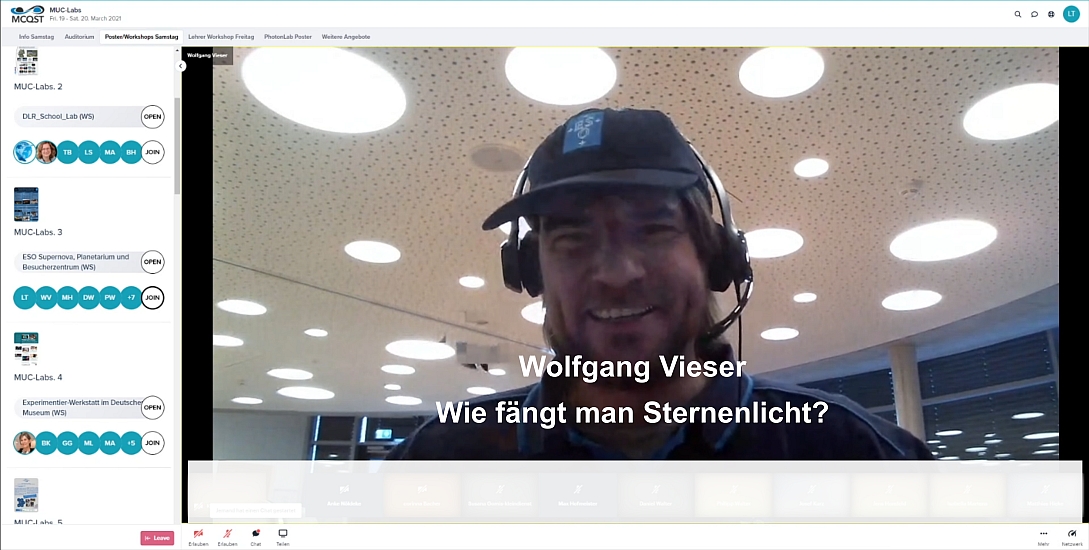 MCQST
MUC-Labs
Fri. 19 - Sat. 20. March 2021
LT
Info Samstag
Auditorium
Poster/Workshops Samstag
Lehrer Workshop Freitag
PhotonLab Poster
Weitere Angebote
Wolfgang Vieser
MUC-Labs. 2
DLR_School_Lab (WS)
OPEN
TB
LS
MA
BH
JOIN
MUC-Labs. 3
ESO Supernova, Planetarium und
Besucherzentrum (WS)
OPEN
LT
WV
MH
DW
PW
+7
JOIN
MUC-Labs. 4
Experimentier-Werkstatt im Deutschen
Museum (WS)
OPEN
BK
GG
ML
MA
+5
JOIN
MUC-Labs. 5
Wolfgang Vieser
Wie fängt man Sternenlicht?
Leave
Erlauben
Erlauben
Chat
Teilen
Mehr
Netzwerk